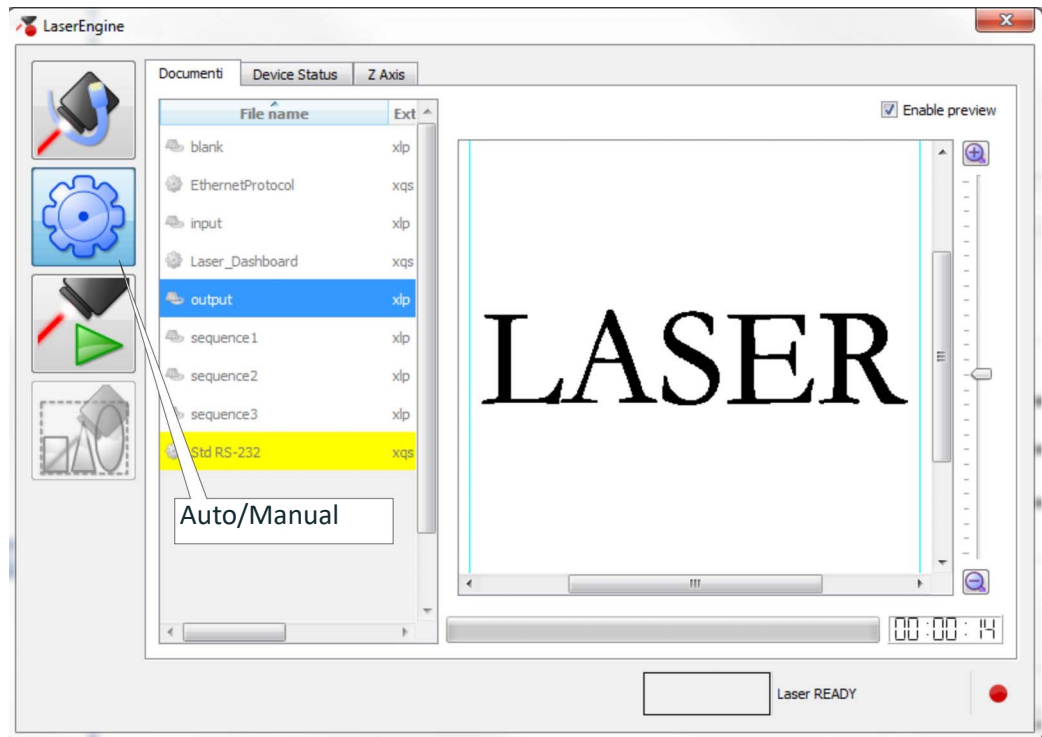 LaserEngine
Documenti Device Status Z Axis
File name Ext
Enable preview
blank xlp
EthernetProtocol xqs
input xlp
Laser_Dashboard xqs
output xlp
sequence1 xlp
sequence2 xlp
sequence3 xlp
Std RS-232 xqs
Auto/Manual
LASER
00:00:14
Laser READY